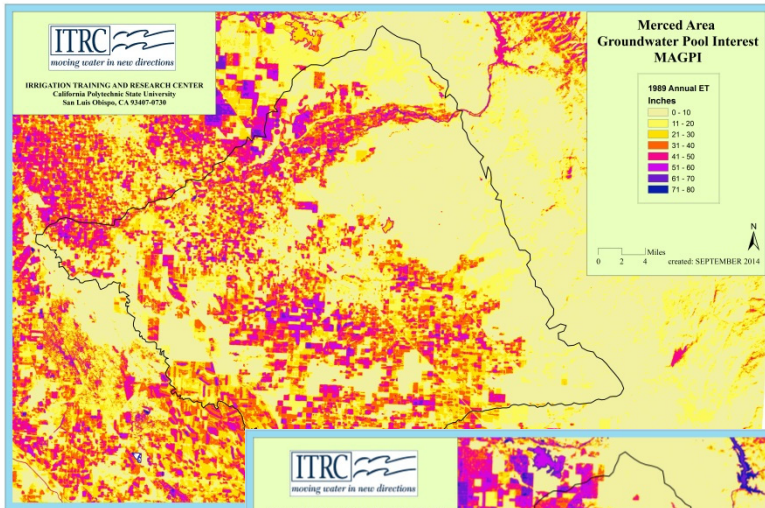 ITRC
moving water in new directions
IRRIGATION TRAINING AND RESEARCH CENTER
California Polytechnic State University
San Luis Obispo, CA 93407-0730
Merced Area
Groundwater Pool Interest
MAGPI
1989 Annual ET
Inches
0 - 10
11 - 20
21 - 30
31 - 40
41 - 50
51 - 60
61 - 70
71 - 80
N
Miles
0 2 4
created: SEPTEMBER 2014
ITRC
moving water in new directions